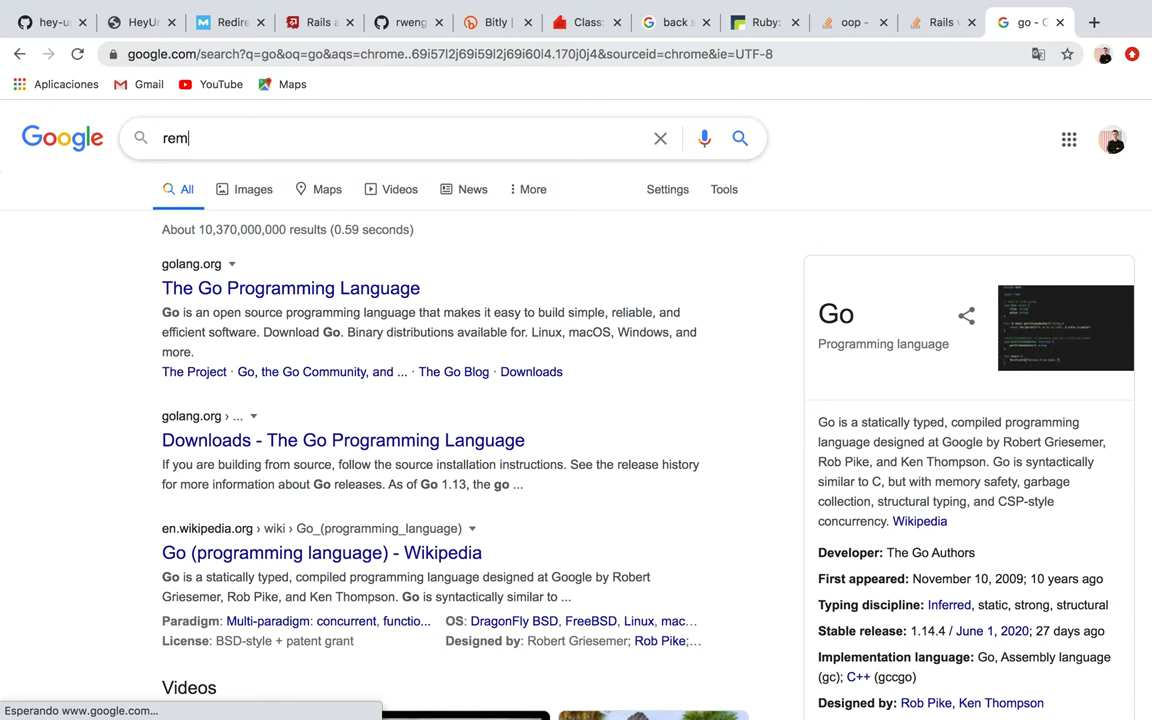 hey-u
HeyU
Redire
Rails a
rweng
Bitly |
Class:
back s
Ruby:
oop -
Rails v
go - G
google.com/search?q=go&oq=go&aqs=chrome..69i57l2j69i59l2j69i60l4.170j0j4&sourceid=chrome&ie=UTF-8
Aplicaciones
Gmail
YouTube
Maps
Google
rem
All
Images
Maps
Videos
News
More
Settings
Tools
About 10,370,000,000 results (0.59 seconds)
golang.org
The Go Programming Language
Go is an open source programming language that makes it easy to build simple, reliable, and
efficient software. Download Go. Binary distributions available for. Linux, macOS, Windows, and
more.
The Project · Go, the Go Community, and ... · The Go Blog · Downloads
golang.org › ...
Downloads - The Go Programming Language
If you are building from source, follow the source installation instructions. See the release history
for more information about Go releases. As of Go 1.13, the go ...
en.wikipedia.org › wiki › Go_(programming_language)
Go (programming language) - Wikipedia
Go is a statically typed, compiled programming language designed at Google by Robert
Griesemer, Rob Pike, and Ken Thompson. Go is syntactically similar to ...
Paradigm: Multi-paradigm: concurrent, functio...
OS: DragonFly BSD, FreeBSD, Linux, mac...
License: BSD-style + patent grant
Designed by: Robert Griesemer; Rob Pike;...
Videos
Go
Programming language
Go is a statically typed, compiled programming
language designed at Google by Robert Griesemer,
Rob Pike, and Ken Thompson. Go is syntactically
similar to C, but with memory safety, garbage
collection, structural typing, and CSP-style
concurrency. Wikipedia
Developer: The Go Authors
First appeared: November 10, 2009; 10 years ago
Typing discipline: Inferred, static, strong, structural
Stable release: 1.14.4 / June 1, 2020; 27 days ago
Implementation language: Go, Assembly language
(gc); C++ (gccgo)
Designed by: Rob Pike, Ken Thompson
Esperando www.google.com...